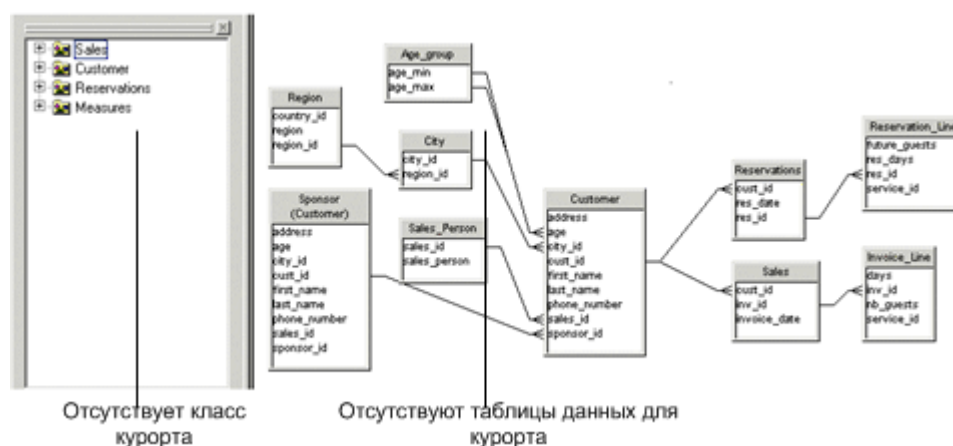 Sales
Customer
Reservations
Measures
Age_group
age_min
age_max
Region
country_id
region
region_id
City
city_id
region_id
Sponsor
(Customer)
address
age
city_id
cust_id
first_name
last_name
phone_number
sales_id
sponsor_id
Sales_Person
sales_id
sales_person
Customer
address
age
city_id
cust_id
first_name
last_name
phone_number
sales_id
sponsor_id
Reservations
cust_id
res_date
res_id
Reservation_Line
future_guests
res_days
res_id
service_id
Sales
cust_id
inv_id
invoice_date
Invoice_Line
days
inv_id
nb_guests
service_id
Отсутствует класс
курорта
Отсутствуют таблицы данных для
курорта